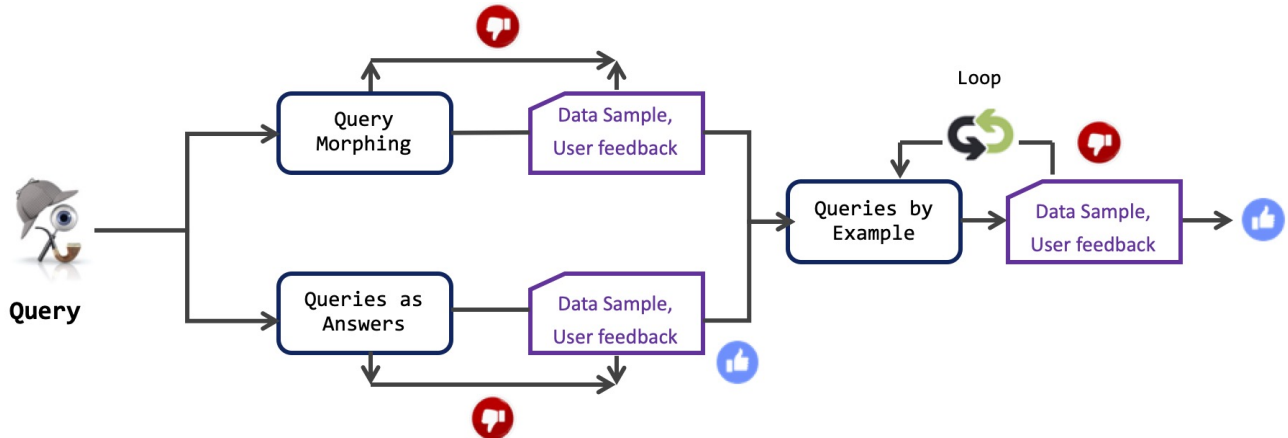 Query
Query
Morphing
Data Sample,
User feedback
Queries as
Answers
Data Sample,
User feedback
Queries by
Example
Loop
Data Sample,
User feedback